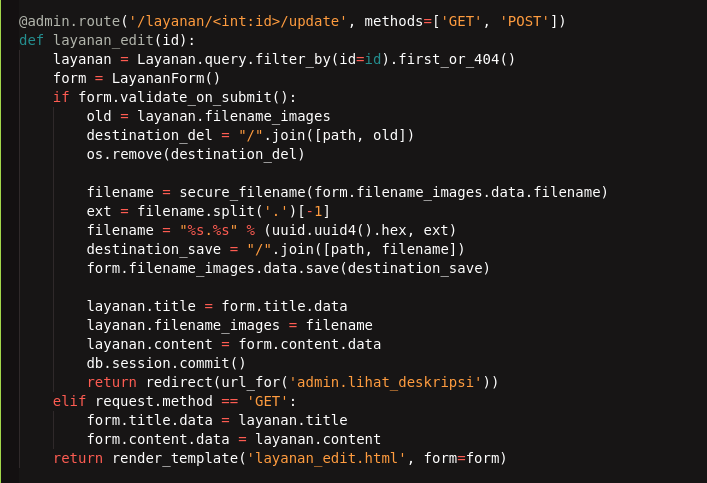 @admin.route('/layanan/<int:id>/update', methods=['GET', 'POST'])
def layanan_edit(id):
    layanan = Layanan.query.filter_by(id=id).first_or_404()
    form = LayananForm()
    if form.validate_on_submit():
        old = layanan.filename_images
        destination_del = "/".join([path, old])
        os.remove(destination_del)

        filename = secure_filename(form.filename_images.data.filename)
        ext = filename.split('.')[-1]
        filename = "%s.%s" % (uuid.uuid4().hex, ext)
        destination_save = "/".join([path, filename])
        form.filename_images.data.save(destination_save)

        layanan.title = form.title.data
        layanan.filename_images = filename
        layanan.content = form.content.data
        db.session.commit()
        return redirect(url_for('admin.lihat_deskripsi'))
    elif request.method == 'GET':
        form.title.data = layanan.title
        form.content.data = layanan.content
    return render_template('layanan_edit.html', form=form)